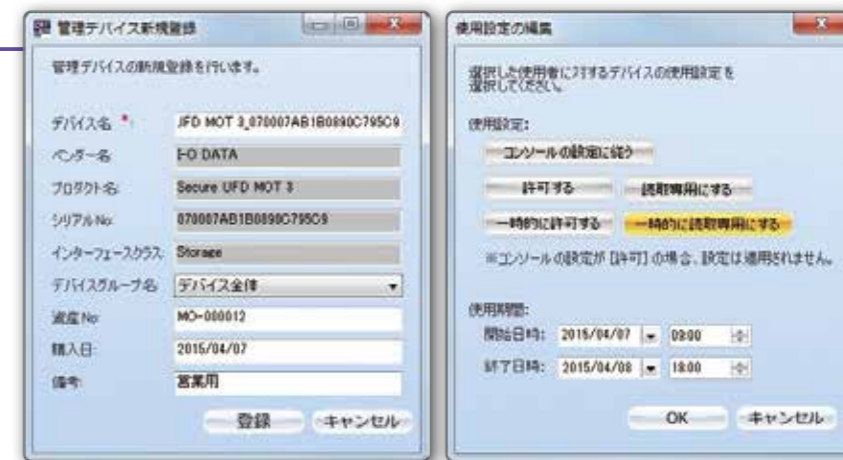 管理デバイス新規登録
管理デバイスの新規登録を行います。
デバイス名 *: JFD MOT 3_070007AB1B0890C795C9
ベンダー名 I-O DATA
プロダクト名: Secure UFD MOT 3
シリアルNo: 070007AB1B0890C795C9
インターフェースクラス Storage
デバイスグループ名 デバイス全体
資産No: MO-000012
購入日: 2015/04/07
備考: 営業用
登録 キャンセル
使用設定の編集
選択した使用者に対するデバイスの使用設定を
選択してください。
使用設定:
コンソールの設定に従う
許可する 読取専用にする
一時的に許可する 一時的に読取専用にする
※コンソールの設定が [許可] の場合、設定は適用されません。
使用期間:
開始日時: 2015/04/07 09:00
終了日時: 2015/04/08 18:00
OK キャンセル